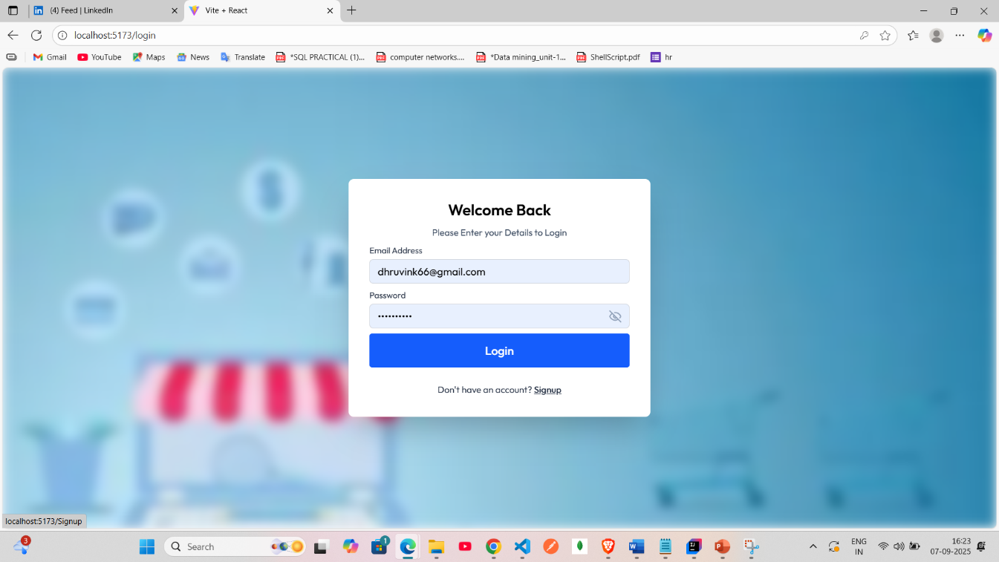 (4) Feed | LinkedIn
Vite + React
localhost:5173/login
Gmail
YouTube
Maps
News
Translate
*SQL PRACTICAL (1)...
computer networks....
*Data mining_unit-1...
ShellScript.pdf
hr
Welcome Back
Please Enter your Details to Login
Email Address
dhruvink66@gmail.com
Password
Login
Don't have an account? Signup
localhost:5173/Signup
3
Search
1
ENG
IN
16:23
07-09-2025